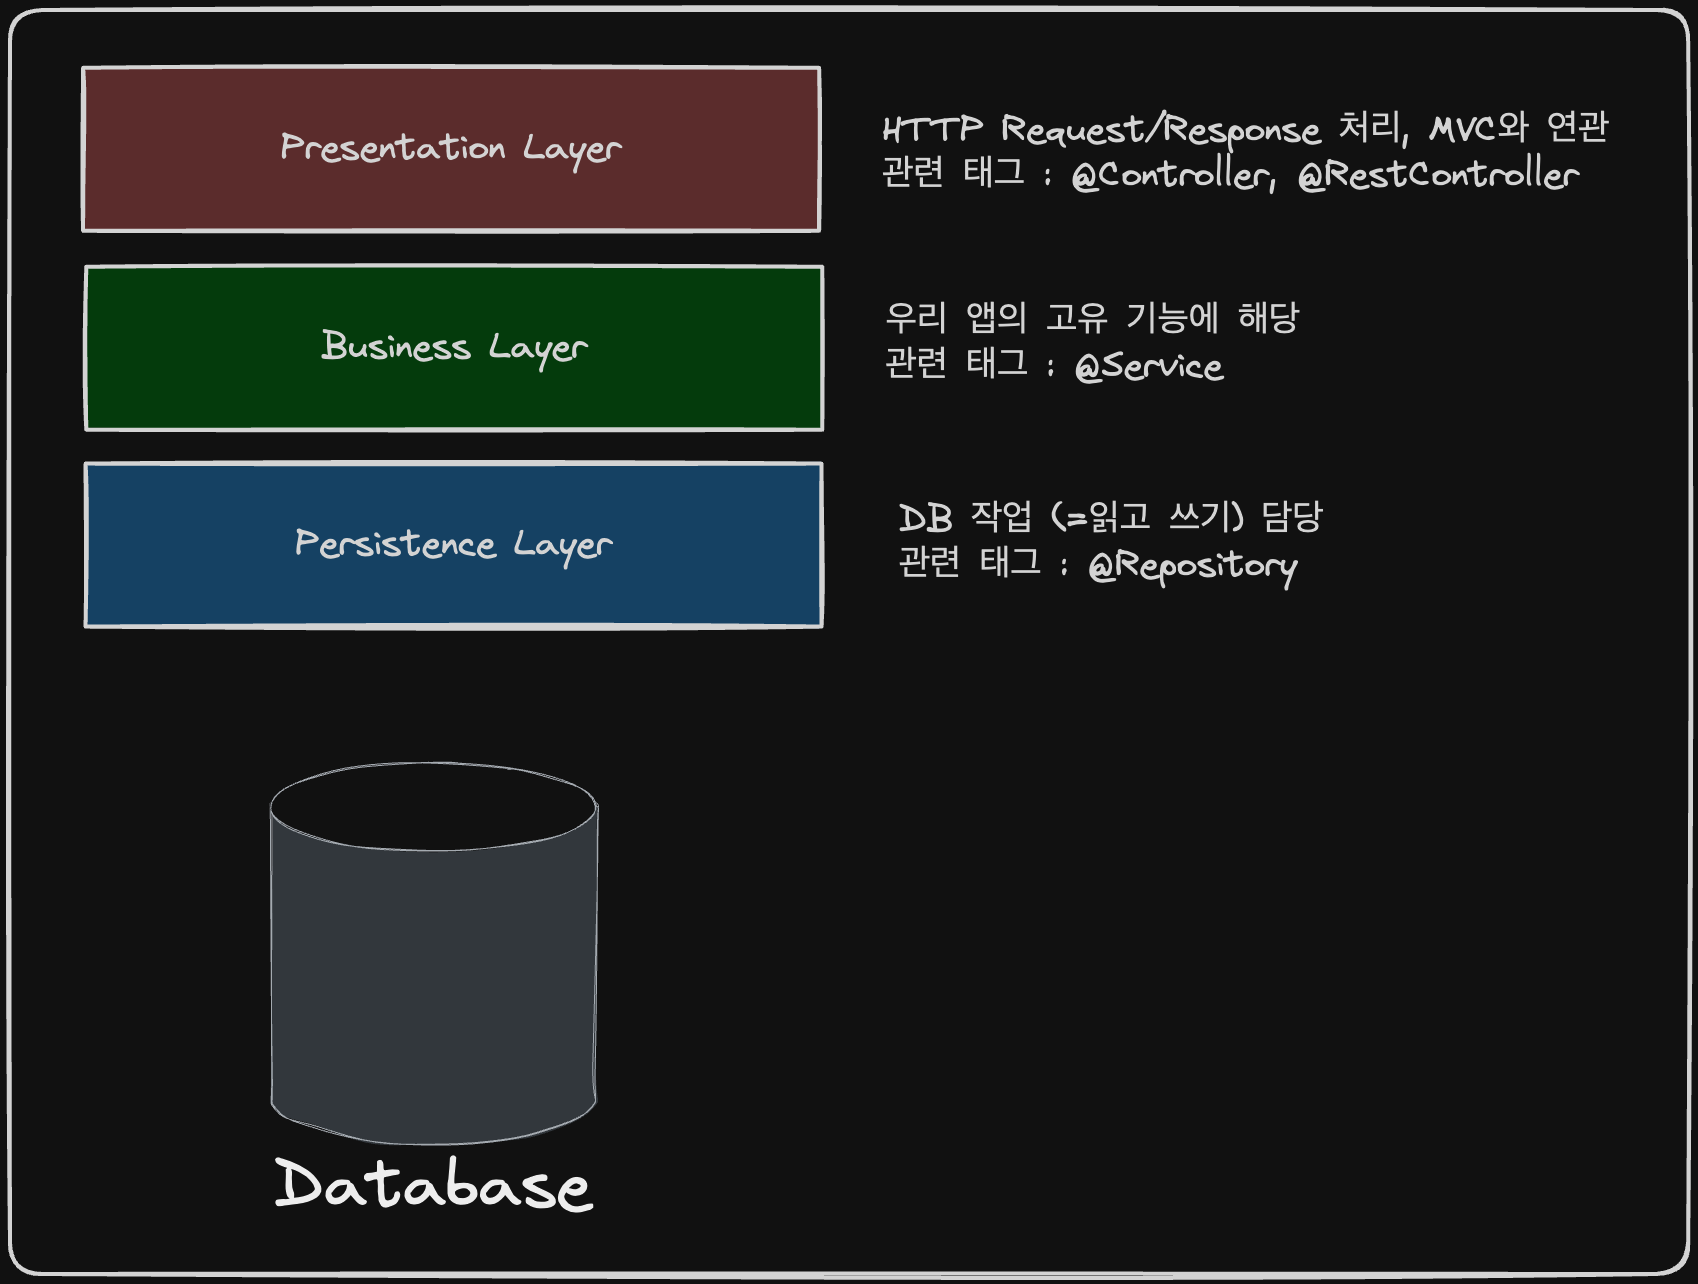 Presentation Layer
HTTP Request/Response 처리, MVC와 연관
관련 태그 : @Controller, @RestController
Business Layer
우리 앱의 고유 기능에 해당
관련 태그 : @Service
Persistence Layer
DB 작업 (=읽고 쓰기) 담당
관련 태그 : @Repository
Database